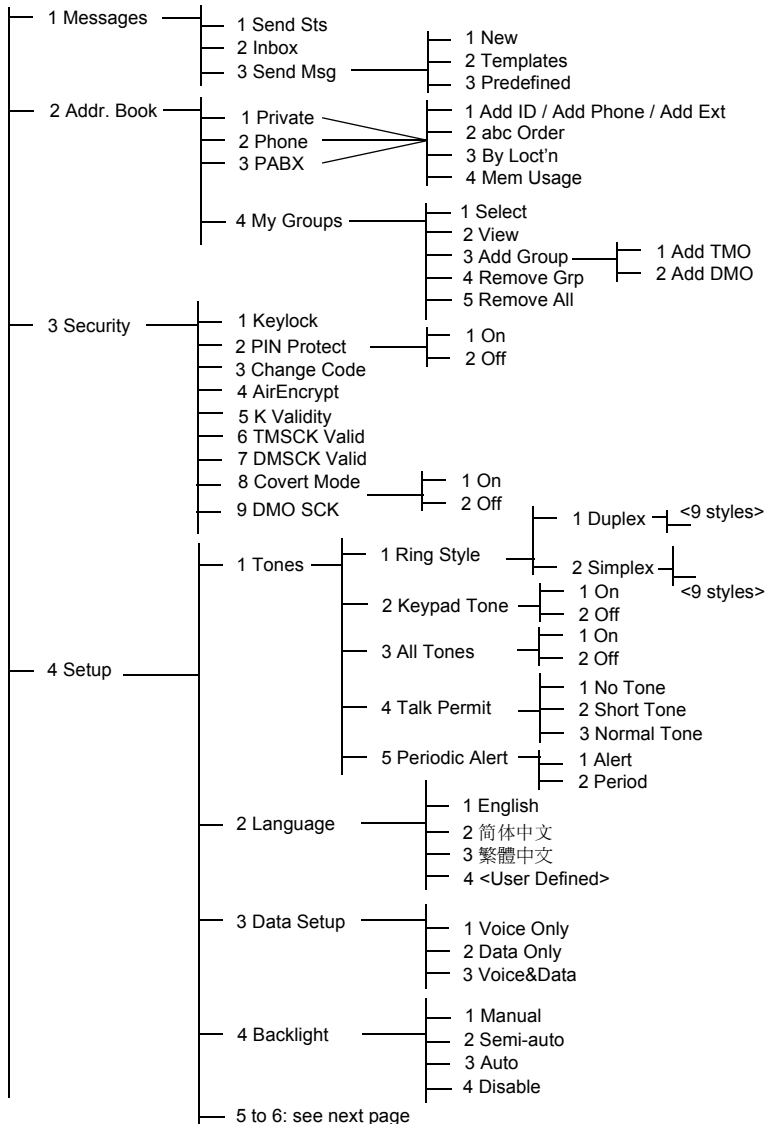 1 Messages
1 Send Sts
2 Inbox
3 Send Msg
1 New
2 Templates
3 Predefined
2 Addr. Book
1 Private
2 Phone
3 PABX
1 Add ID / Add Phone / Add Ext
2 abc Order
3 By Loct'n
4 Mem Usage
4 My Groups
1 Select
2 View
3 Add Group
4 Remove Grp
5 Remove All
1 Add TMO
2 Add DMO
3 Security
1 Keylock
2 PIN Protect
3 Change Code
4 AirEncrypt
5 K Validity
6 TMSCK Valid
7 DMSCK Valid
8 Covert Mode
9 DMO SCK
1 On
2 Off
1 On
2 Off
4 Setup
1 Tones
1 Ring Style
1 Duplex
<9 styles>
2 Simplex
<9 styles>
2 Keypad Tone
1 On
2 Off
3 All Tones
1 On
2 Off
4 Talk Permit
1 No Tone
2 Short Tone
3 Normal Tone
5 Periodic Alert
1 Alert
2 Period
2 Language
1 English
2 简体中文
3 繁體中文
4 <User Defined>
3 Data Setup
1 Voice Only
2 Data Only
3 Voice&Data
4 Backlight
1 Manual
2 Semi-auto
3 Auto
4 Disable
5 to 6: see next page